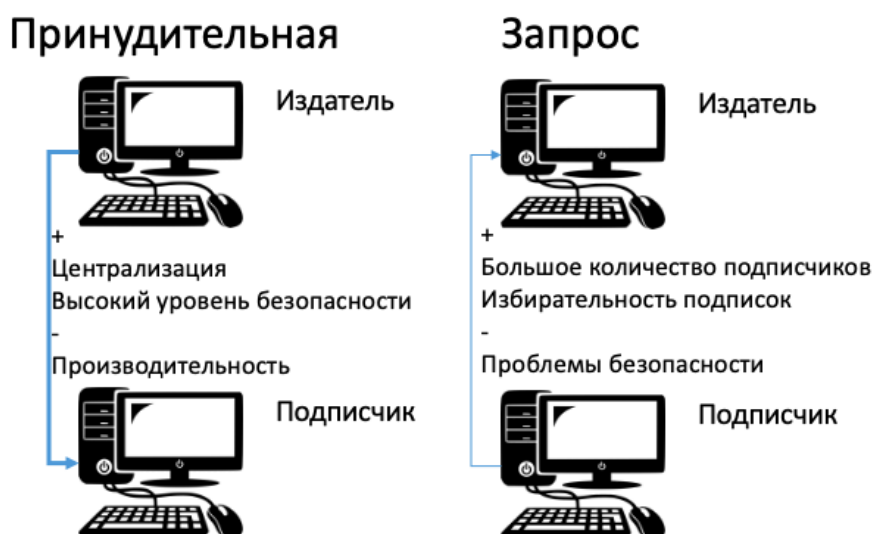 Принудительная
Издатель
+
Централизация
Высокий уровень безопасности
-
Производительность
Подписчик
Запрос
Издатель
+
Большое количество подписчиков
Избирательность подписок
-
Проблемы безопасности
Подписчик